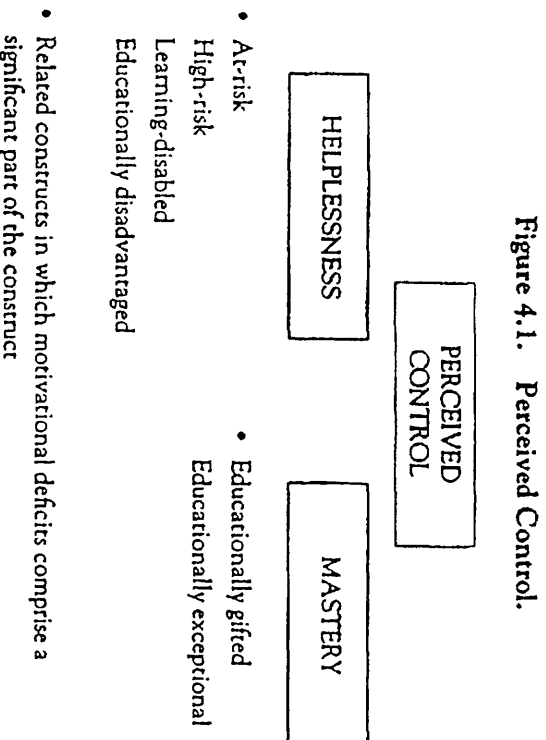 Figure 4.1. Perceived Control.
PERCEIVED
CONTROL
HELPLESSNESS
MASTERY
• At-risk
High-risk
Learning-disabled
Educationally disadvantaged
• Educationally gifted
Educationally exceptional
• Related constructs in which motivational deficits comprise a
significant part of the construct